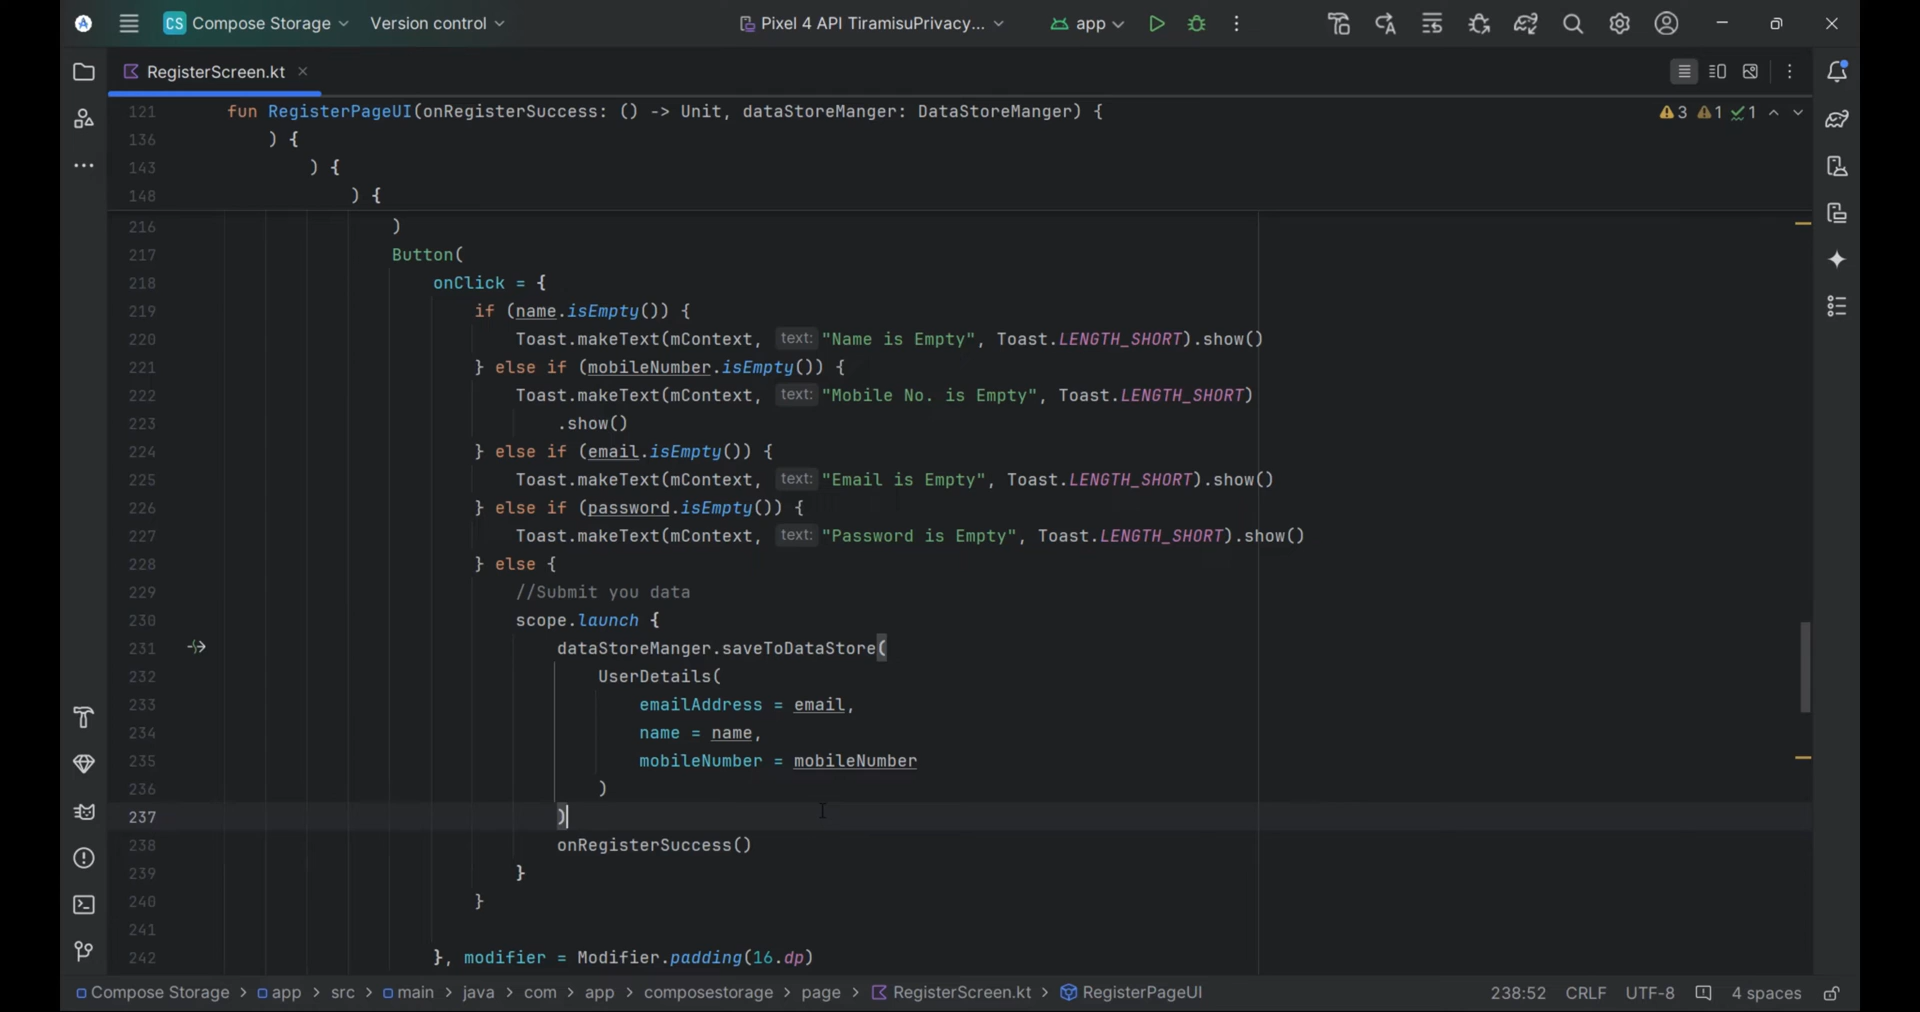 CS Compose Storage Version control Pixel 4 API TiramisuPrivacy... app
RegisterScreen.kt
121 fun RegisterPageUI(onRegisterSuccess: () -> Unit, dataStoreManger: DataStoreManger) { 3 1 1
136 ) {
143 ) {
148 ) {
216 )
217 Button(
218 onClick = {
219 if (name.isEmpty()) {
220 Toast.makeText(mContext, text: "Name is Empty", Toast.LENGTH_SHORT).show()
221 } else if (mobileNumber.isEmpty()) {
222 Toast.makeText(mContext, text: "Mobile No. is Empty", Toast.LENGTH_SHORT)
223 .show()
224 } else if (email.isEmpty()) {
225 Toast.makeText(mContext, text: "Email is Empty", Toast.LENGTH_SHORT).show()
226 } else if (password.isEmpty()) {
227 Toast.makeText(mContext, text: "Password is Empty", Toast.LENGTH_SHORT).show()
228 } else {
229 //Submit you data
230 scope.launch {
231 dataStoreManger.saveToDataStore(
232 UserDetails(
233 emailAddress = email,
234 name = name,
235 mobileNumber = mobileNumber
236 )
237 )
238 onRegisterSuccess()
239 }
240 }
241
242 }, modifier = Modifier.padding(16.dp)
Compose Storage > app > src > main > java > com > app > composestorage > page > RegisterScreen.kt > RegisterPageUI 238:52 CRLF UTF-8 4 spaces